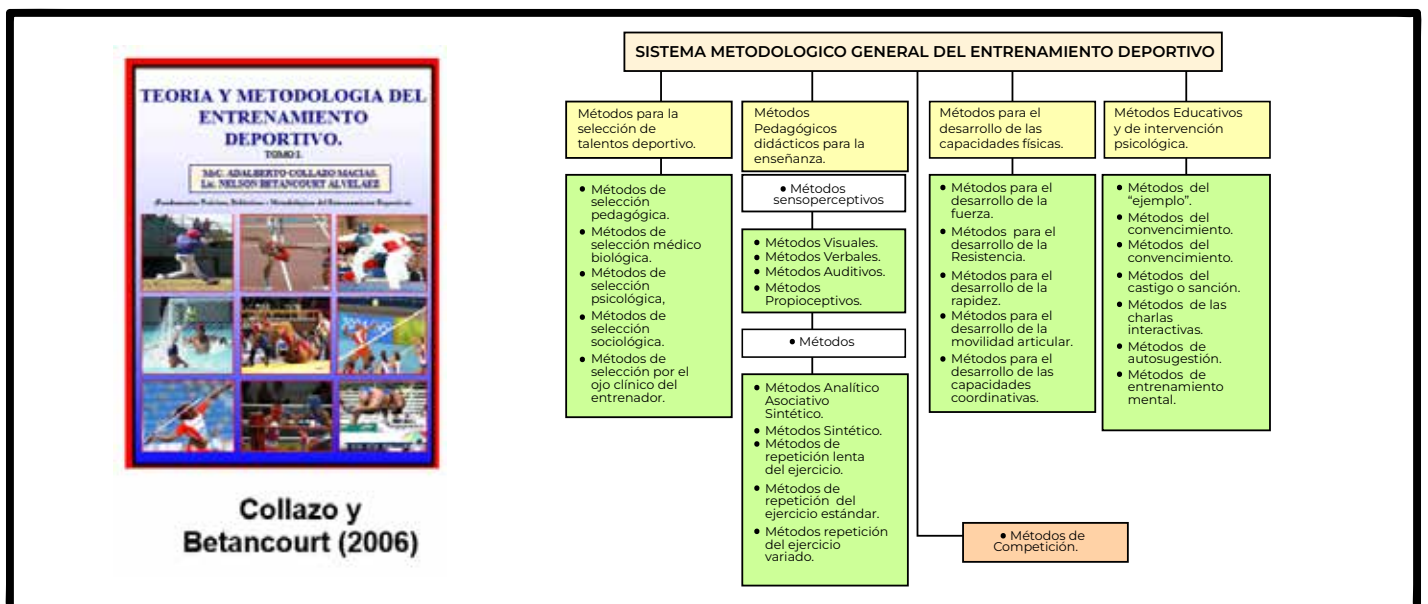 TEORIA Y METODOLOGIA DEL
ENTRENAMIENTO
DEPORTIVO.
TOMO I.
MsC. ADALBERTO COLLAZO MACIAS.
Lic. NELSON BETANCOURT ALVELAEZ
Collazo y
Betancourt (2006)
SISTEMA METODOLOGICO GENERAL DEL ENTRENAMIENTO DEPORTIVO
Métodos para la
selección de
talentos deportivo.
• Métodos de
selección
pedagógica.
• Métodos de
selección médico
biológica.
• Métodos de
selección
psicológica,
• Métodos de
selección
sociológica.
• Métodos de
selección por el
ojo clínico del
entrenador.
Métodos
Pedagógicos
didácticos para la
enseñanza.
• Métodos
sensoperceptivos
• Métodos Visuales.
• Métodos Verbales.
• Métodos Auditivos.
• Métodos
Propioceptivos.
• Métodos
• Métodos Analítico
Asociativo
Sintético.
• Métodos Sintético.
• Métodos de
repetición lenta
del ejercicio.
• Métodos de
repetición del
ejercicio estándar.
• Métodos repetición
del ejercicio
variado.
Métodos para el
desarrollo de las
capacidades físicas.
• Métodos para el
desarrollo de la
fuerza.
• Métodos para el
desarrollo de la
Resistencia.
• Métodos para el
desarrollo de la
rapidez.
• Métodos para el
desarrollo de la
movilidad articular.
• Métodos para el
desarrollo de las
capacidades
coordinativas.
Métodos Educativos
y de intervención
psicológica.
• Métodos del
“ejemplo”.
• Métodos del
convencimiento.
• Métodos del
convencimiento.
• Métodos del
castigo o sanción.
• Métodos de las
charlas
interactivas.
• Métodos de
autosugestión.
• Métodos de
entrenamiento
mental.
• Métodos de
Competición.